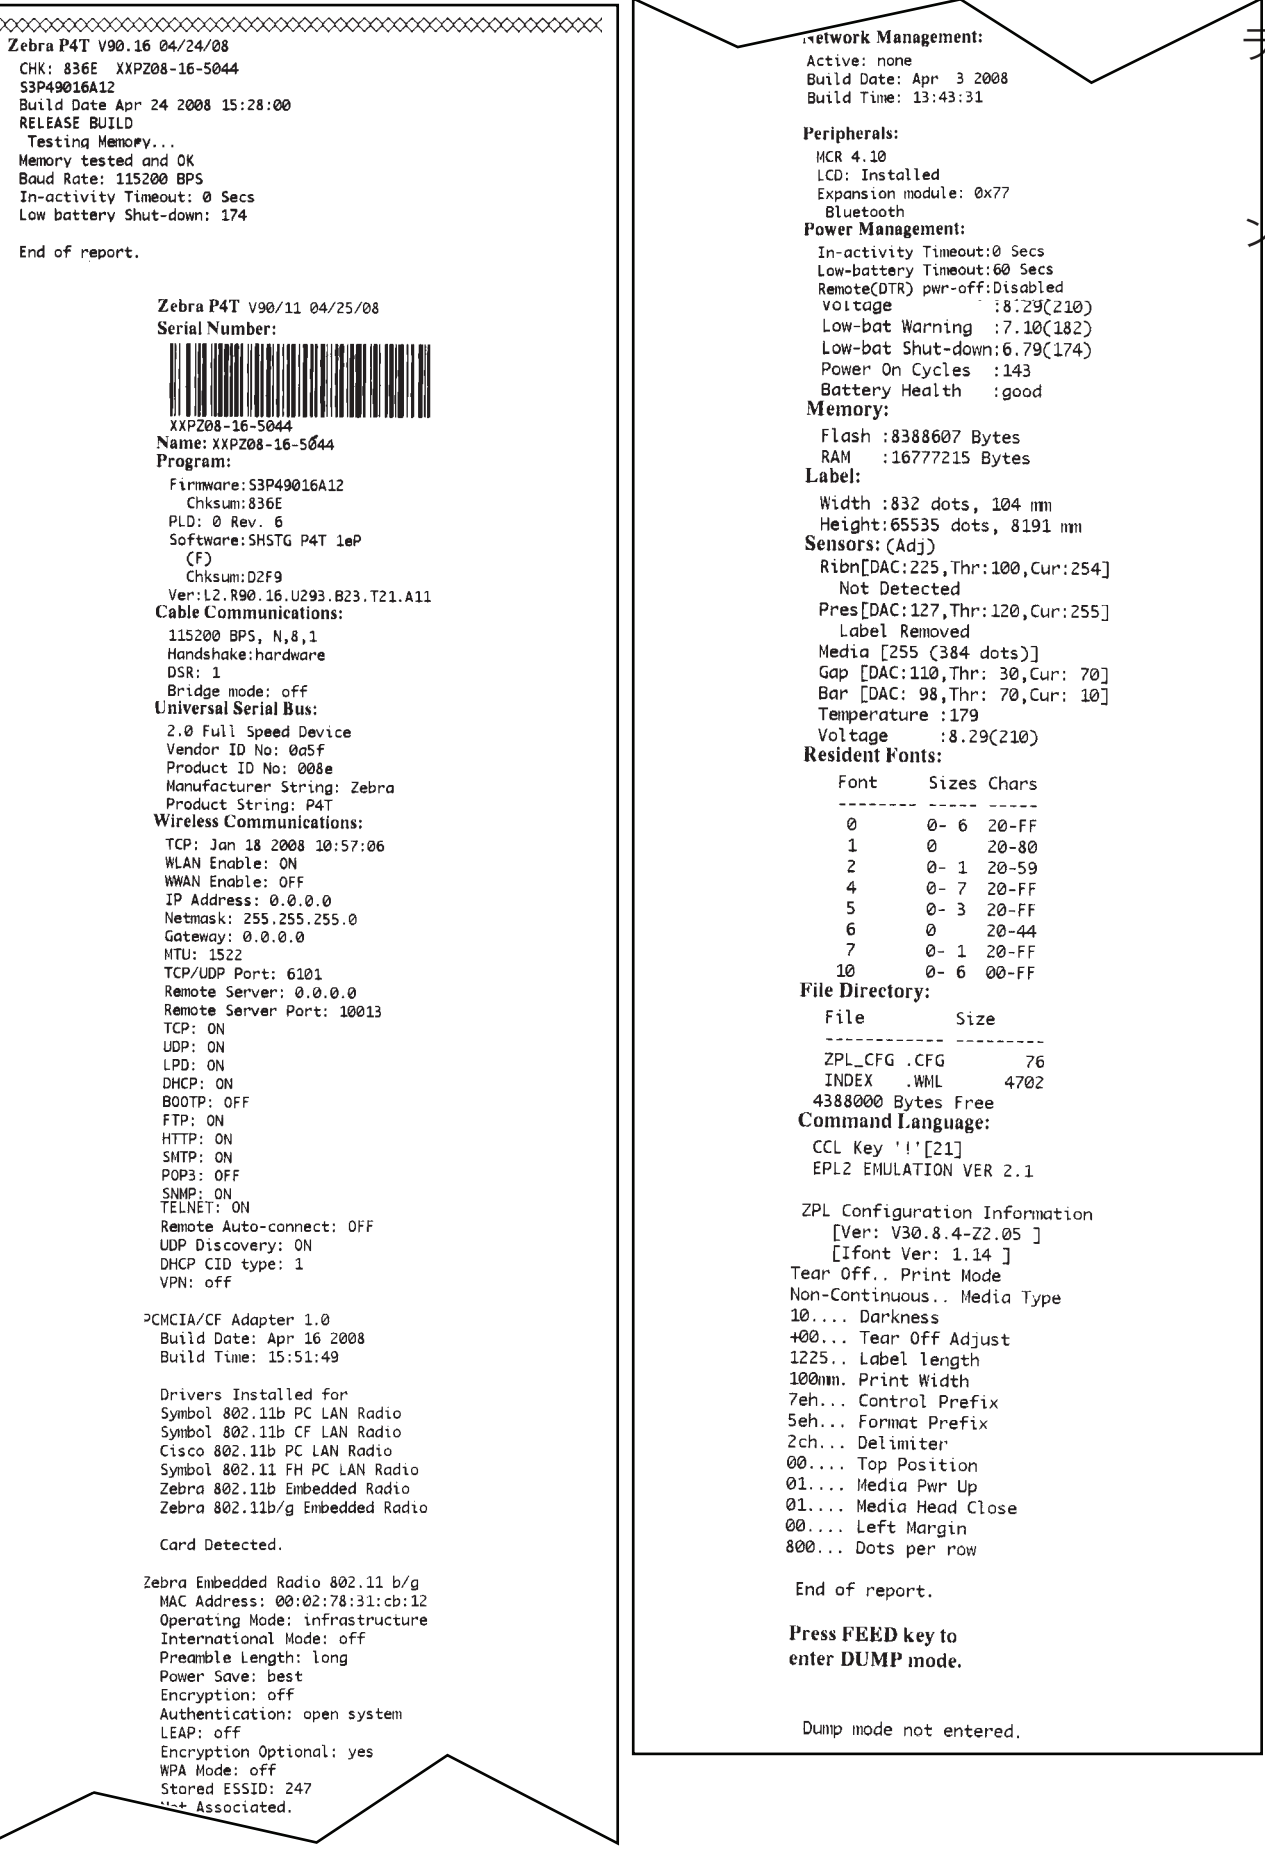 Zebra P4T V90.16 04/24/08
CHK: 836E XXPZ08-16-5044
S3P49016A12
Build Date Apr 24 2008 15:28:00
RELEASE BUILD
Testing Memory...
Memory tested and OK
Baud Rate: 115200 BPS
In-activity Timeout: 0 Secs
Low battery Shut-down: 174
End of report.
Zebra P4T V90/11 04/25/08
Serial Number:
XXPZ08-16-5044
Name: XXPZ08-16-5044
Program:
Firmware:S3P49016A12
Chksum:836E
PLD: 0 Rev. 6
Software:SHSTG P4T 1eP
(F)
Chksum:D2F9
Ver:L2.R90.16.U293.B23.T21.A11
Cable Communications:
115200 BPS, N,8,1
Handshake:hardware
DSR: 1
Bridge mode: off
Universal Serial Bus:
2.0 Full Speed Device
Vendor ID No: 0a5f
Product ID No: 008e
Manufacturer String: Zebra
Product String: P4T
Wireless Communications:
TCP: Jan 18 2008 10:57:06
WLAN Enable: ON
WWAN Enable: OFF
IP Address: 0.0.0.0
Netmask: 255.255.255.0
Gateway: 0.0.0.0
MTU: 1522
TCP/UDP Port: 6101
Remote Server: 0.0.0.0
Remote Server Port: 10013
TCP: ON
UDP: ON
LPD: ON
DHCP: ON
BOOTP: OFF
FTP: ON
HTTP: ON
SMTP: ON
POP3: OFF
SNMP: ON
TELNET: ON
Remote Auto-connect: OFF
UDP Discovery: ON
DHCP CID type: 1
VPN: off
PCMCIA/CF Adapter 1.0
Build Date: Apr 16 2008
Build Time: 15:51:49
Drivers Installed for
Symbol 802.11b PC LAN Radio
Symbol 802.11b CF LAN Radio
Cisco 802.11b PC LAN Radio
Symbol 802.11 FH PC LAN Radio
Zebra 802.11b Embedded Radio
Zebra 802.11b/g Embedded Radio
Card Detected.
Zebra Embedded Radio 802.11 b/g
MAC Address: 00:02:78:31:cb:12
Operating Mode: infrastructure
International Mode: off
Preamble Length: long
Power Save: best
Encryption: off
Authentication: open system
LEAP: off
Encryption Optional: yes
WPA Mode: off
Stored ESSID: 247
Not Associated.
Network Management:
Active: none
Build Date: Apr 3 2008
Build Time: 13:43:31
Peripherals:
MCR 4.10
LCD: Installed
Expansion module: 0x77
Bluetooth
Power Management:
In-activity Timeout:0 Secs
Low-battery Timeout:60 Secs
Remote(DTR) pwr-off:Disabled
Voltage :8.29(210)
Low-bat Warning :7.10(182)
Low-bat Shut-down:6.79(174)
Power On Cycles :143
Battery Health :good
Memory:
Flash :8388607 Bytes
RAM :16777215 Bytes
Label:
Width :832 dots, 104 mm
Height:65535 dots, 8191 mm
Sensors: (Adj)
Ribn[DAC:225,Thr:100,Cur:254]
Not Detected
Pres[DAC:127,Thr:120,Cur:255]
Label Removed
Media [255 (384 dots)]
Gap [DAC:110,Thr: 30,Cur: 70]
Bar [DAC: 98,Thr: 70,Cur: 10]
Temperature :179
Voltage :8.29(210)
Resident Fonts:
Font Sizes Chars
-------- ----- -----
0 0- 6 20-FF
1 0 20-80
2 0- 1 20-59
4 0- 7 20-FF
5 0- 3 20-FF
6 0 20-44
7 0- 1 20-FF
10 0- 6 00-FF
File Directory:
File Size
------------ ---------
ZPL_CFG .CFG 76
INDEX .WML 4702
4388000 Bytes Free
Command Language:
CCL Key '!'[21]
EPL2 EMULATION VER 2.1
ZPL Configuration Information
[Ver: V30.8.4-Z2.05 ]
[Ifont Ver: 1.14 ]
Tear Off.. Print Mode
Non-Continuous.. Media Type
10.... Darkness
+00... Tear Off Adjust
1225.. Label length
100mm. Print Width
7eh... Control Prefix
5eh... Format Prefix
2ch... Delimiter
00.... Top Position
01.... Media Pwr Up
01.... Media Head Close
00.... Left Margin
800... Dots per row
End of report.
Press FEED key to
enter DUMP mode.
Dump mode not entered.